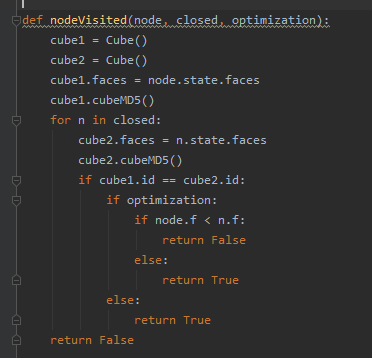 def nodeVisited(node, closed, optimization):
    cube1 = Cube()
    cube2 = Cube()
    cube1.faces = node.state.faces
    cube1.cubeMD5()
    for n in closed:
        cube2.faces = n.state.faces
        cube2.cubeMD5()
        if cube1.id == cube2.id:
            if optimization:
                if node.f < n.f:
                    return False
                else:
                    return True
            else:
                return True
    return False